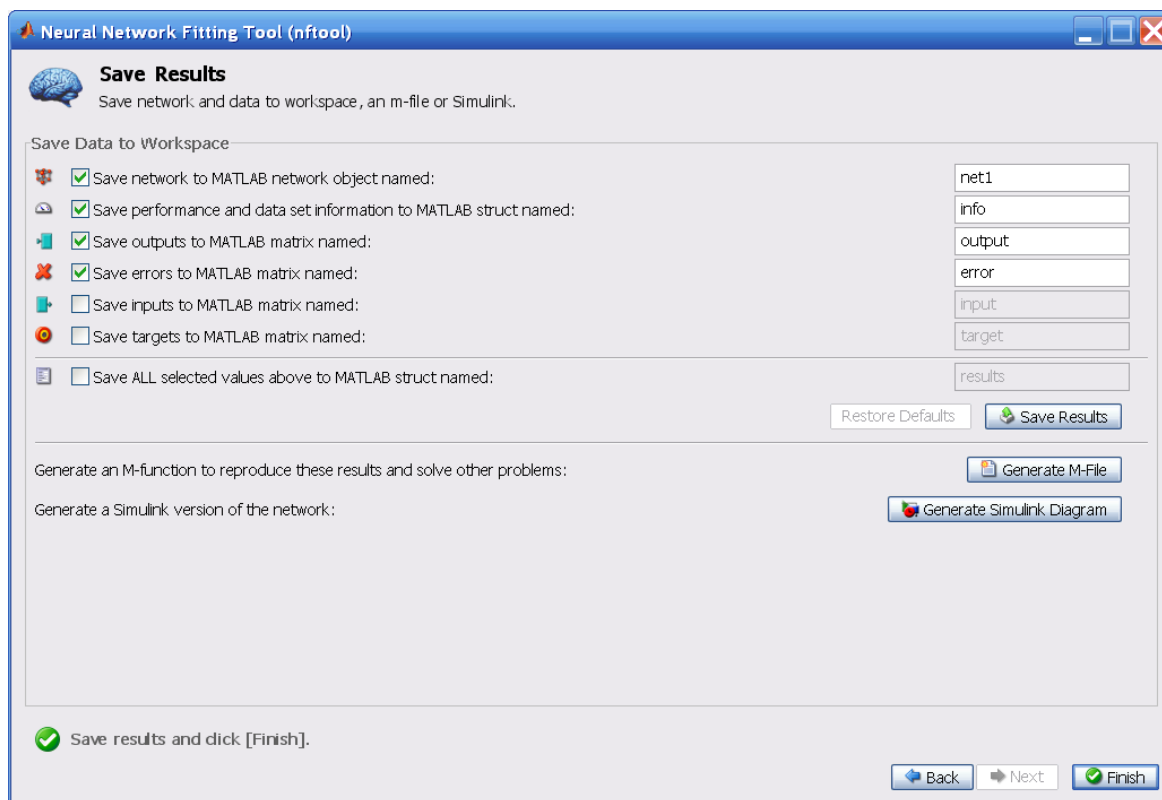 Neural Network Fitting Tool (nftool)
Save Results
Save network and data to workspace, an m-file or Simulink.
Save Data to Workspace
Save network to MATLAB network object named: net1
Save performance and data set information to MATLAB struct named: info
Save outputs to MATLAB matrix named: output
Save errors to MATLAB matrix named: error
Save inputs to MATLAB matrix named: input
Save targets to MATLAB matrix named: target
Save ALL selected values above to MATLAB struct named: results
Restore Defaults Save Results
Generate an M-function to reproduce these results and solve other problems: Generate M-File
Generate a Simulink version of the network: Generate Simulink Diagram
Save results and click [Finish].
Back Next Finish